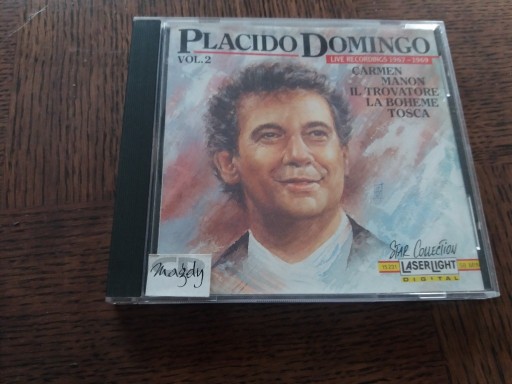 PLACIDO DOMINGO
VOL. 2
LIVE RECORDINGS 1967-1969
CARMEN
MANON
IL TROVATORE
LA BOHEME
TOSCA
Star Collection
LASERLIGHT
DIGITAL
Magdy